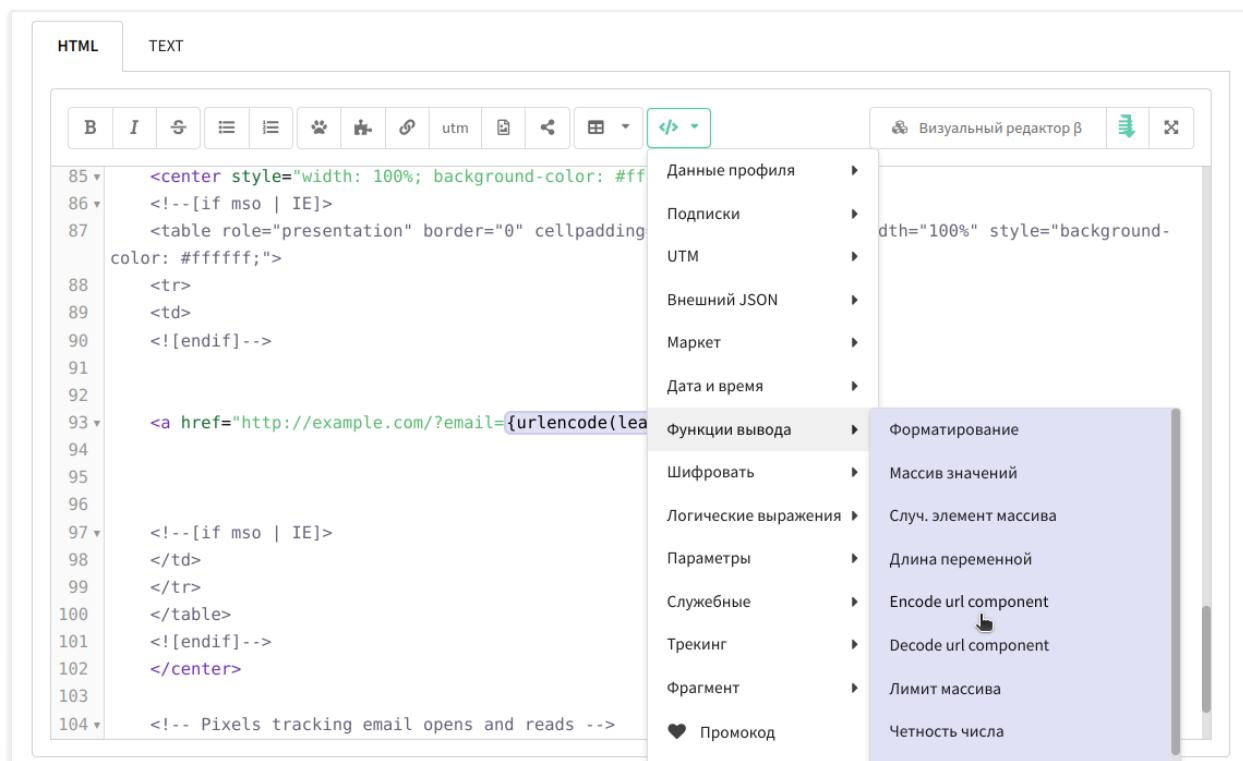 HTML TEXT
B I S utm </> Визуальный редактор β
85 <center style="width: 100%; background-color: #ff
86 <!--[if mso | IE]>
87 <table role="presentation" border="0" cellpadding dth="100%" style="background-
color: #ffffff;">
88 <tr>
89 <td>
90 <![endif]-->
91
92
93 <a href="http://example.com/?email={urlencode(lea
94
95
96
97 <!--[if mso | IE]>
98 </td>
99 </tr>
100 </table>
101 <![endif]-->
102 </center>
103
104 <!-- Pixels tracking email opens and reads -->
Данные профиля
Подписки
UTM
Внешний JSON
Маркет
Дата и время
Функции вывода
Шифровать
Логические выражения
Параметры
Служебные
Трекинг
Фрагмент
Промокод
Форматирование
Массив значений
Случ. элемент массива
Длина переменной
Encode url component
Decode url component
Лимит массива
Четность числа